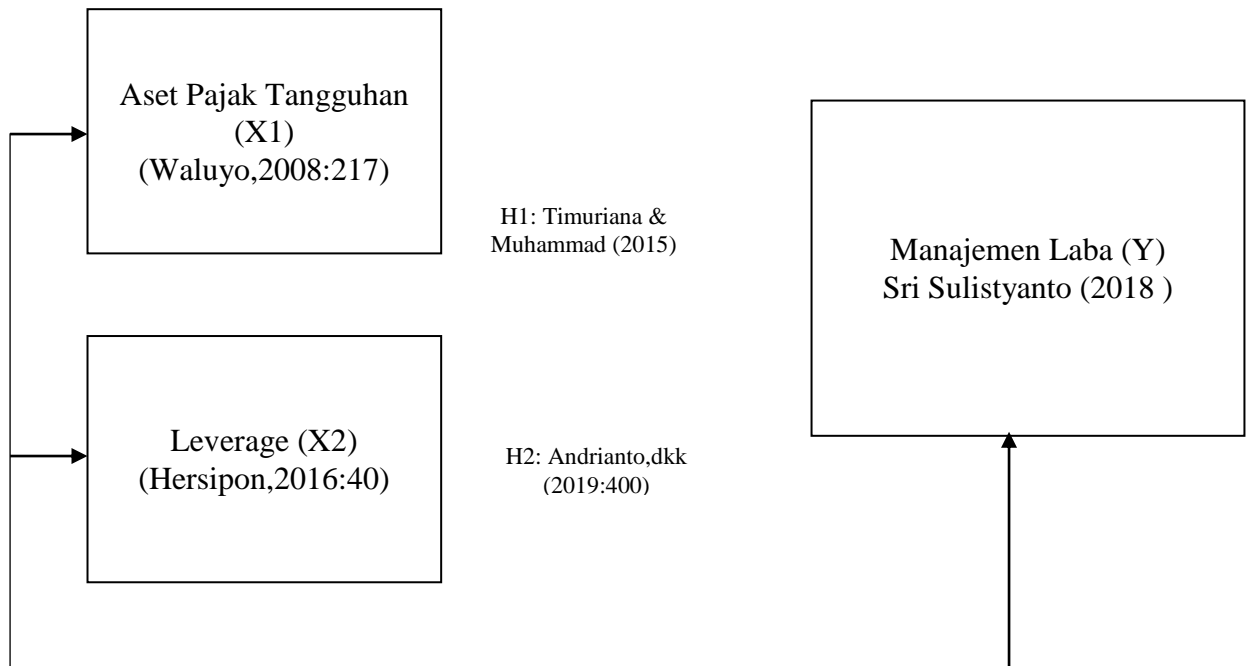 Aset Pajak Tangguhan
(X1)
(Waluyo,2008:217)
H1: Timuriana &
Muhammad (2015)
Manajemen Laba (Y)
Sri Sulistyanto (2018 )
Leverage (X2)
(Hersipon,2016:40)
H2: Andrianto,dkk
(2019:400)